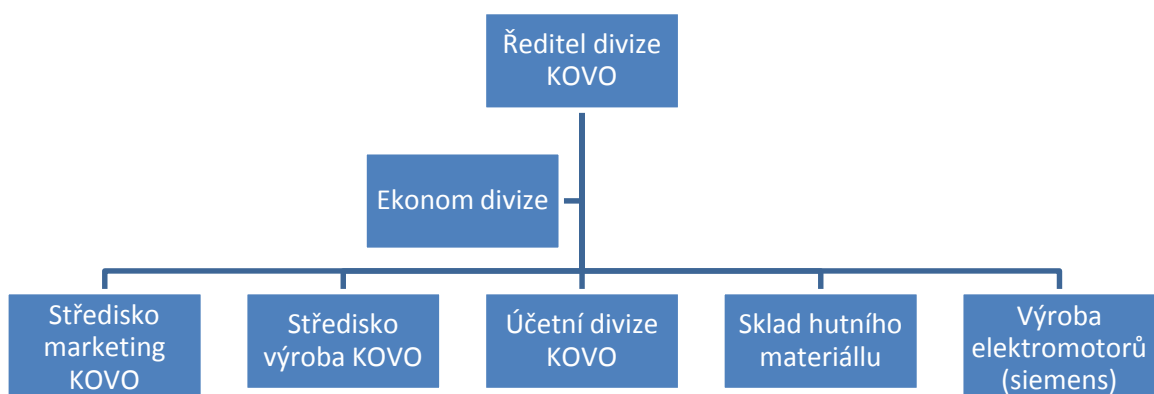 Ředitel divize
KOVO
Ekonom divize
Středisko
marketing
KOVO
Středisko
výroba KOVO
Účetní divize
KOVO
Sklad hutního
materiállu
Výroba
elektromotorů
(siemens)